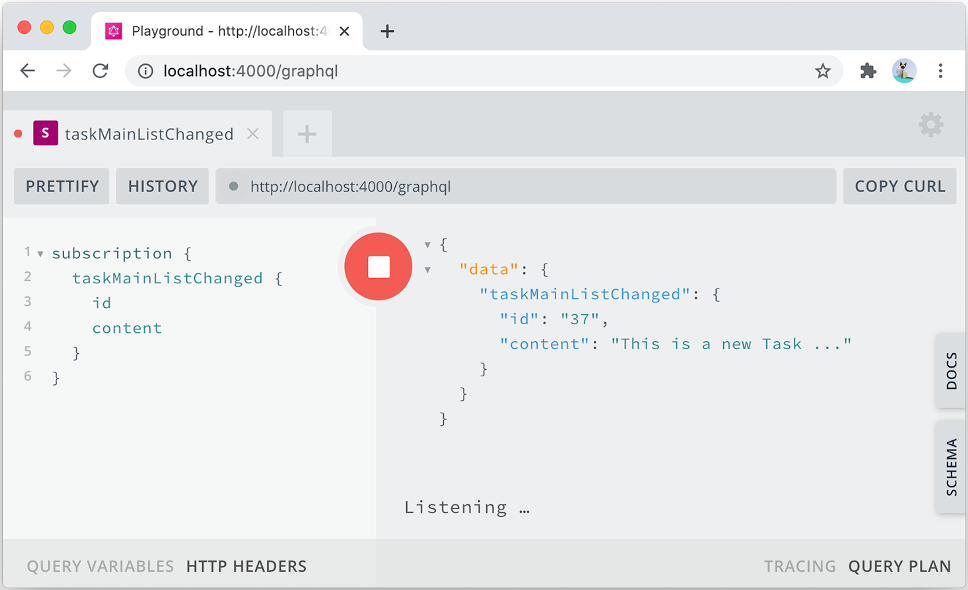 Playground - http://localhost:4
localhost:4000/graphql
S taskMainListChanged
PRETTIFY HISTORY http://localhost:4000/graphql COPY CURL
1 subscription {
2 taskMainListChanged {
3 id
4 content
5 }
6 }
{
"data": {
"taskMainListChanged": {
"id": "37",
"content": "This is a new Task ..."
}
}
}
Listening …
DOCS
SCHEMA
QUERY VARIABLES HTTP HEADERS
TRACING QUERY PLAN